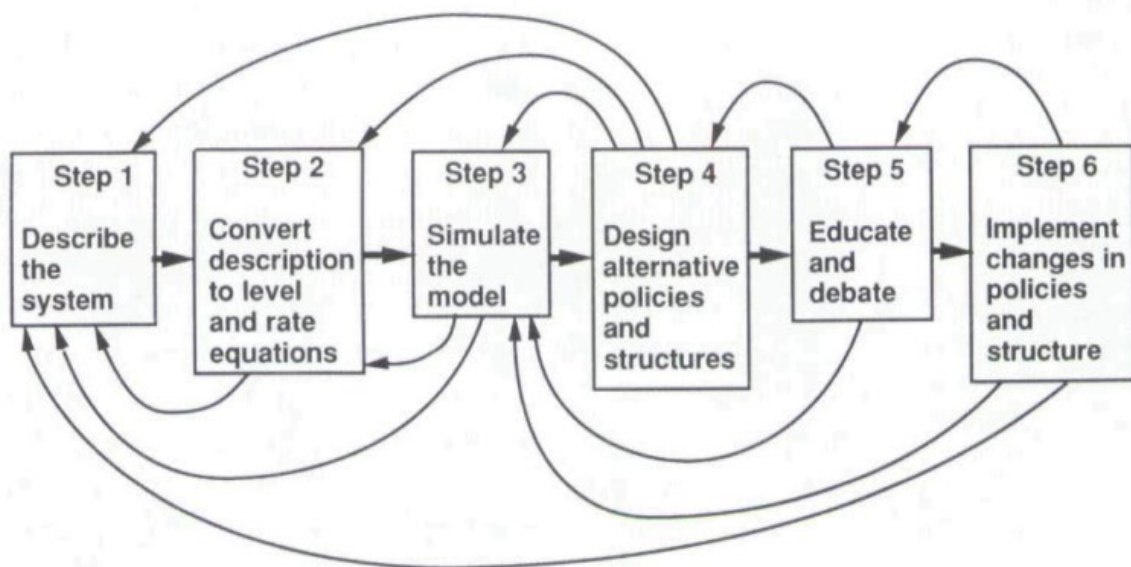 Step 1
Describe
the
system
Step 2
Convert
description
to level
and rate
equations
Step 3
Simulate
the
model
Step 4
Design
alternative
policies
and
structures
Step 5
Educate
and
debate
Step 6
Implement
changes in
policies
and
structure